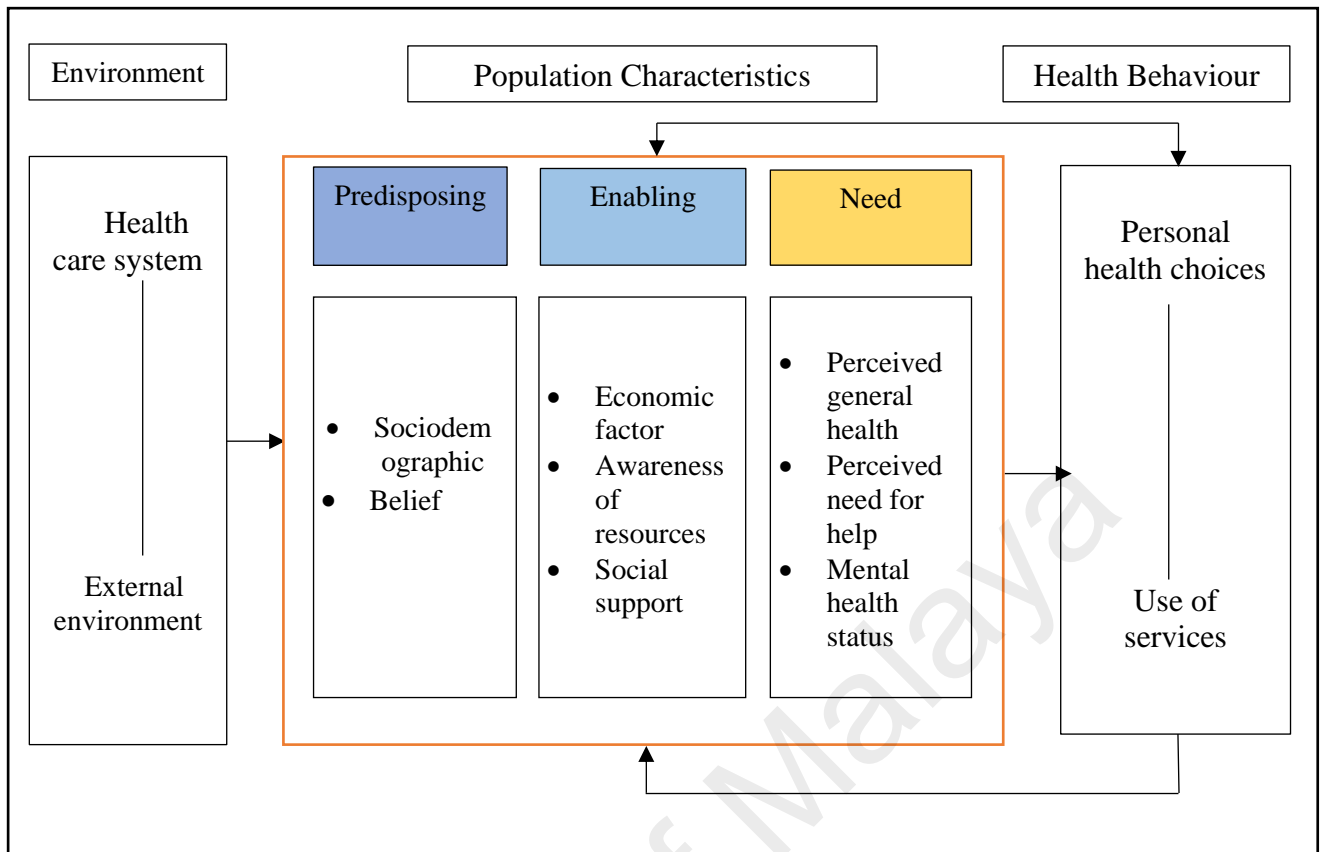 Environment
Population Characteristics
Health Behaviour
Health
care system
External
environment
Predisposing
Enabling
Need
• Sociodem
ographic
• Belief
• Economic
factor
• Awareness
of
resources
• Social
support
• Perceived
general
health
• Perceived
need for
help
• Mental
health
status
Personal
health choices
Use of
services
of Malaya